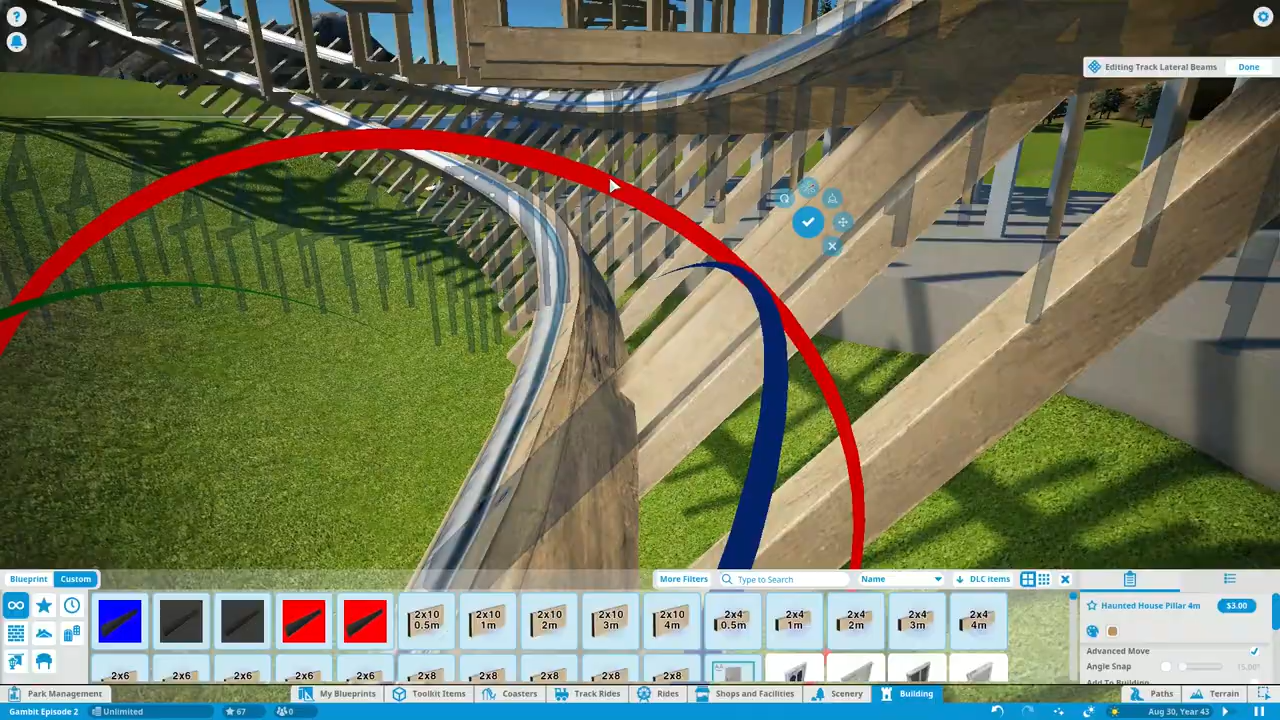 ?
Editing Track Lateral Beams Done
Blueprint Custom More Filters Type to Search Name DLC items
2x10 0.5m 2x10 1m 2x10 2m 2x10 3m 2x10 4m 2x4 0.5m 2x4 1m 2x4 2m 2x4 3m 2x4 4m
2x6 2x6 2x6 2x6 2x6 2x8 2x8 2x8 2x8 2x8
Haunted House Pillar 4m $3.00
Advanced Move
Angle Snap 15.00°
Park Management My Blueprints Toolkit Items Coasters Track Rides Rides Shops and Facilities Scenery Building Paths Terrain
Gambit Episode 2 Unlimited 67 0 Aug 30, Year 43